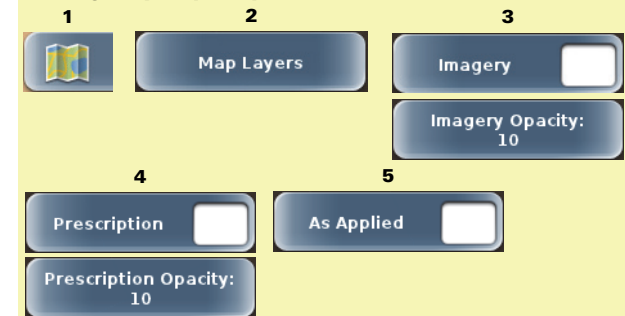 1
2
3
Map Layers
Imagery
Imagery Opacity:
10
4
5
Prescription
As Applied
Prescription Opacity:
10